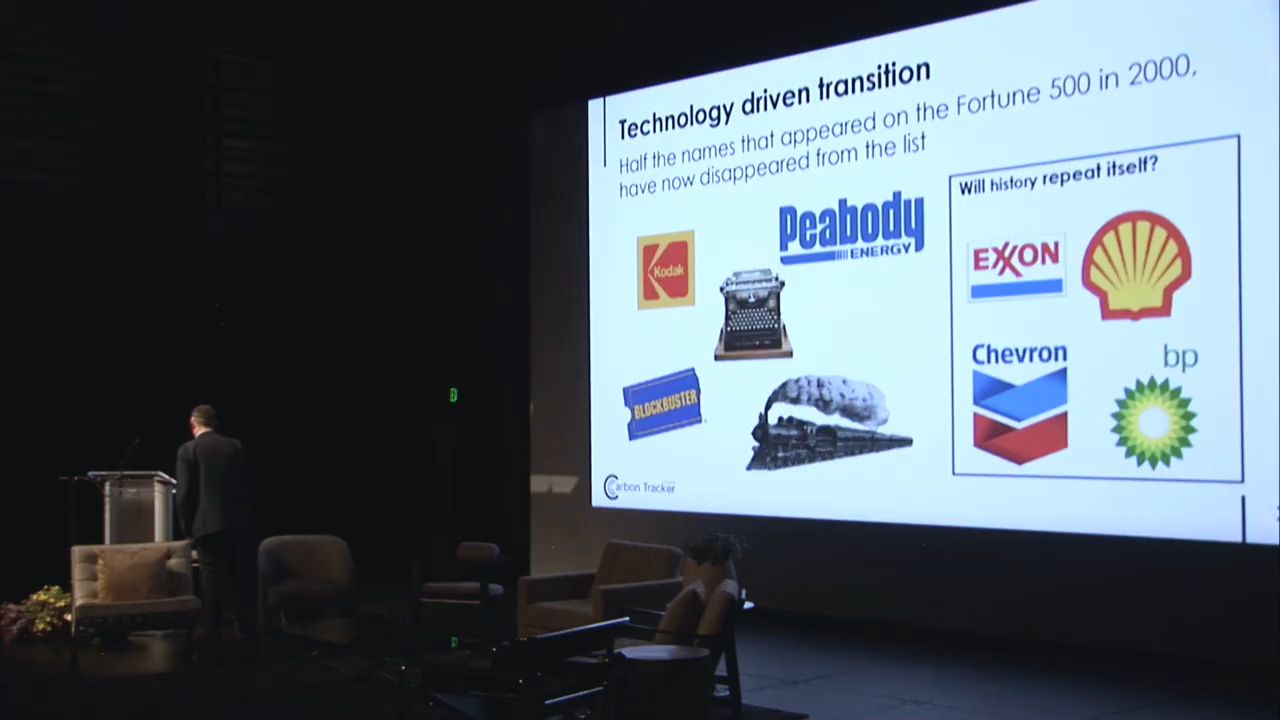 Technology driven transition
Half the names that appeared on the Fortune 500 in 2000,
have now disappeared from the list
Will history repeat itself?
Peabody
ENERGY
Kodak
EXXON
Chevron
bp
BLOCKBUSTER
Carbon Tracker